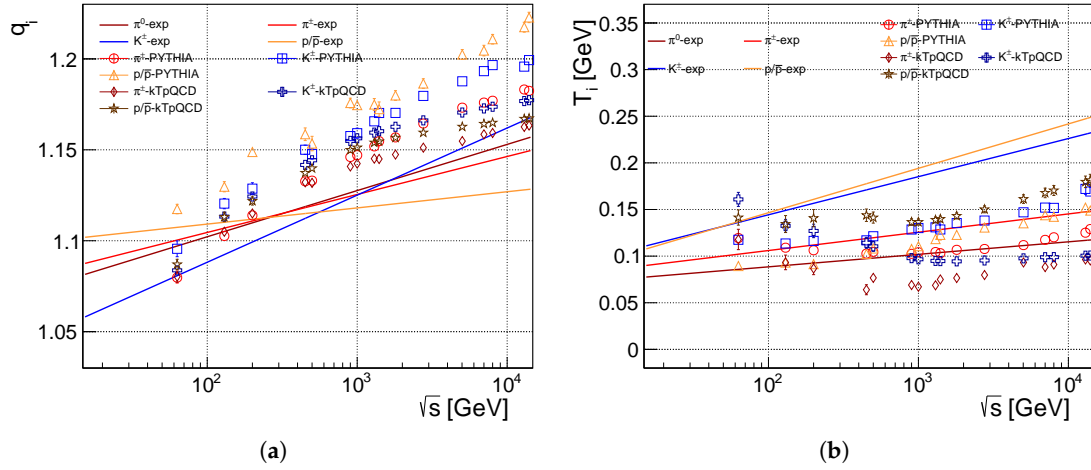 q_i
π⁰-exp
π±-exp
K±-exp
p/p̅-exp
π±-PYTHIA
K±-PYTHIA
p/p̅-PYTHIA
π±-kTpQCD
K±-kTpQCD
p/p̅-kTpQCD
1.2
1.15
1.1
1.05
10²
10³
10⁴
√s [GeV]
(a)
T_i [GeV]
π⁰-exp
π±-exp
K±-exp
p/p̅-exp
π±-PYTHIA
K±-PYTHIA
p/p̅-PYTHIA
π±-kTpQCD
K±-kTpQCD
p/p̅-kTpQCD
0.35
0.3
0.25
0.2
0.15
0.1
0.05
0
10²
10³
10⁴
√s [GeV]
(b)